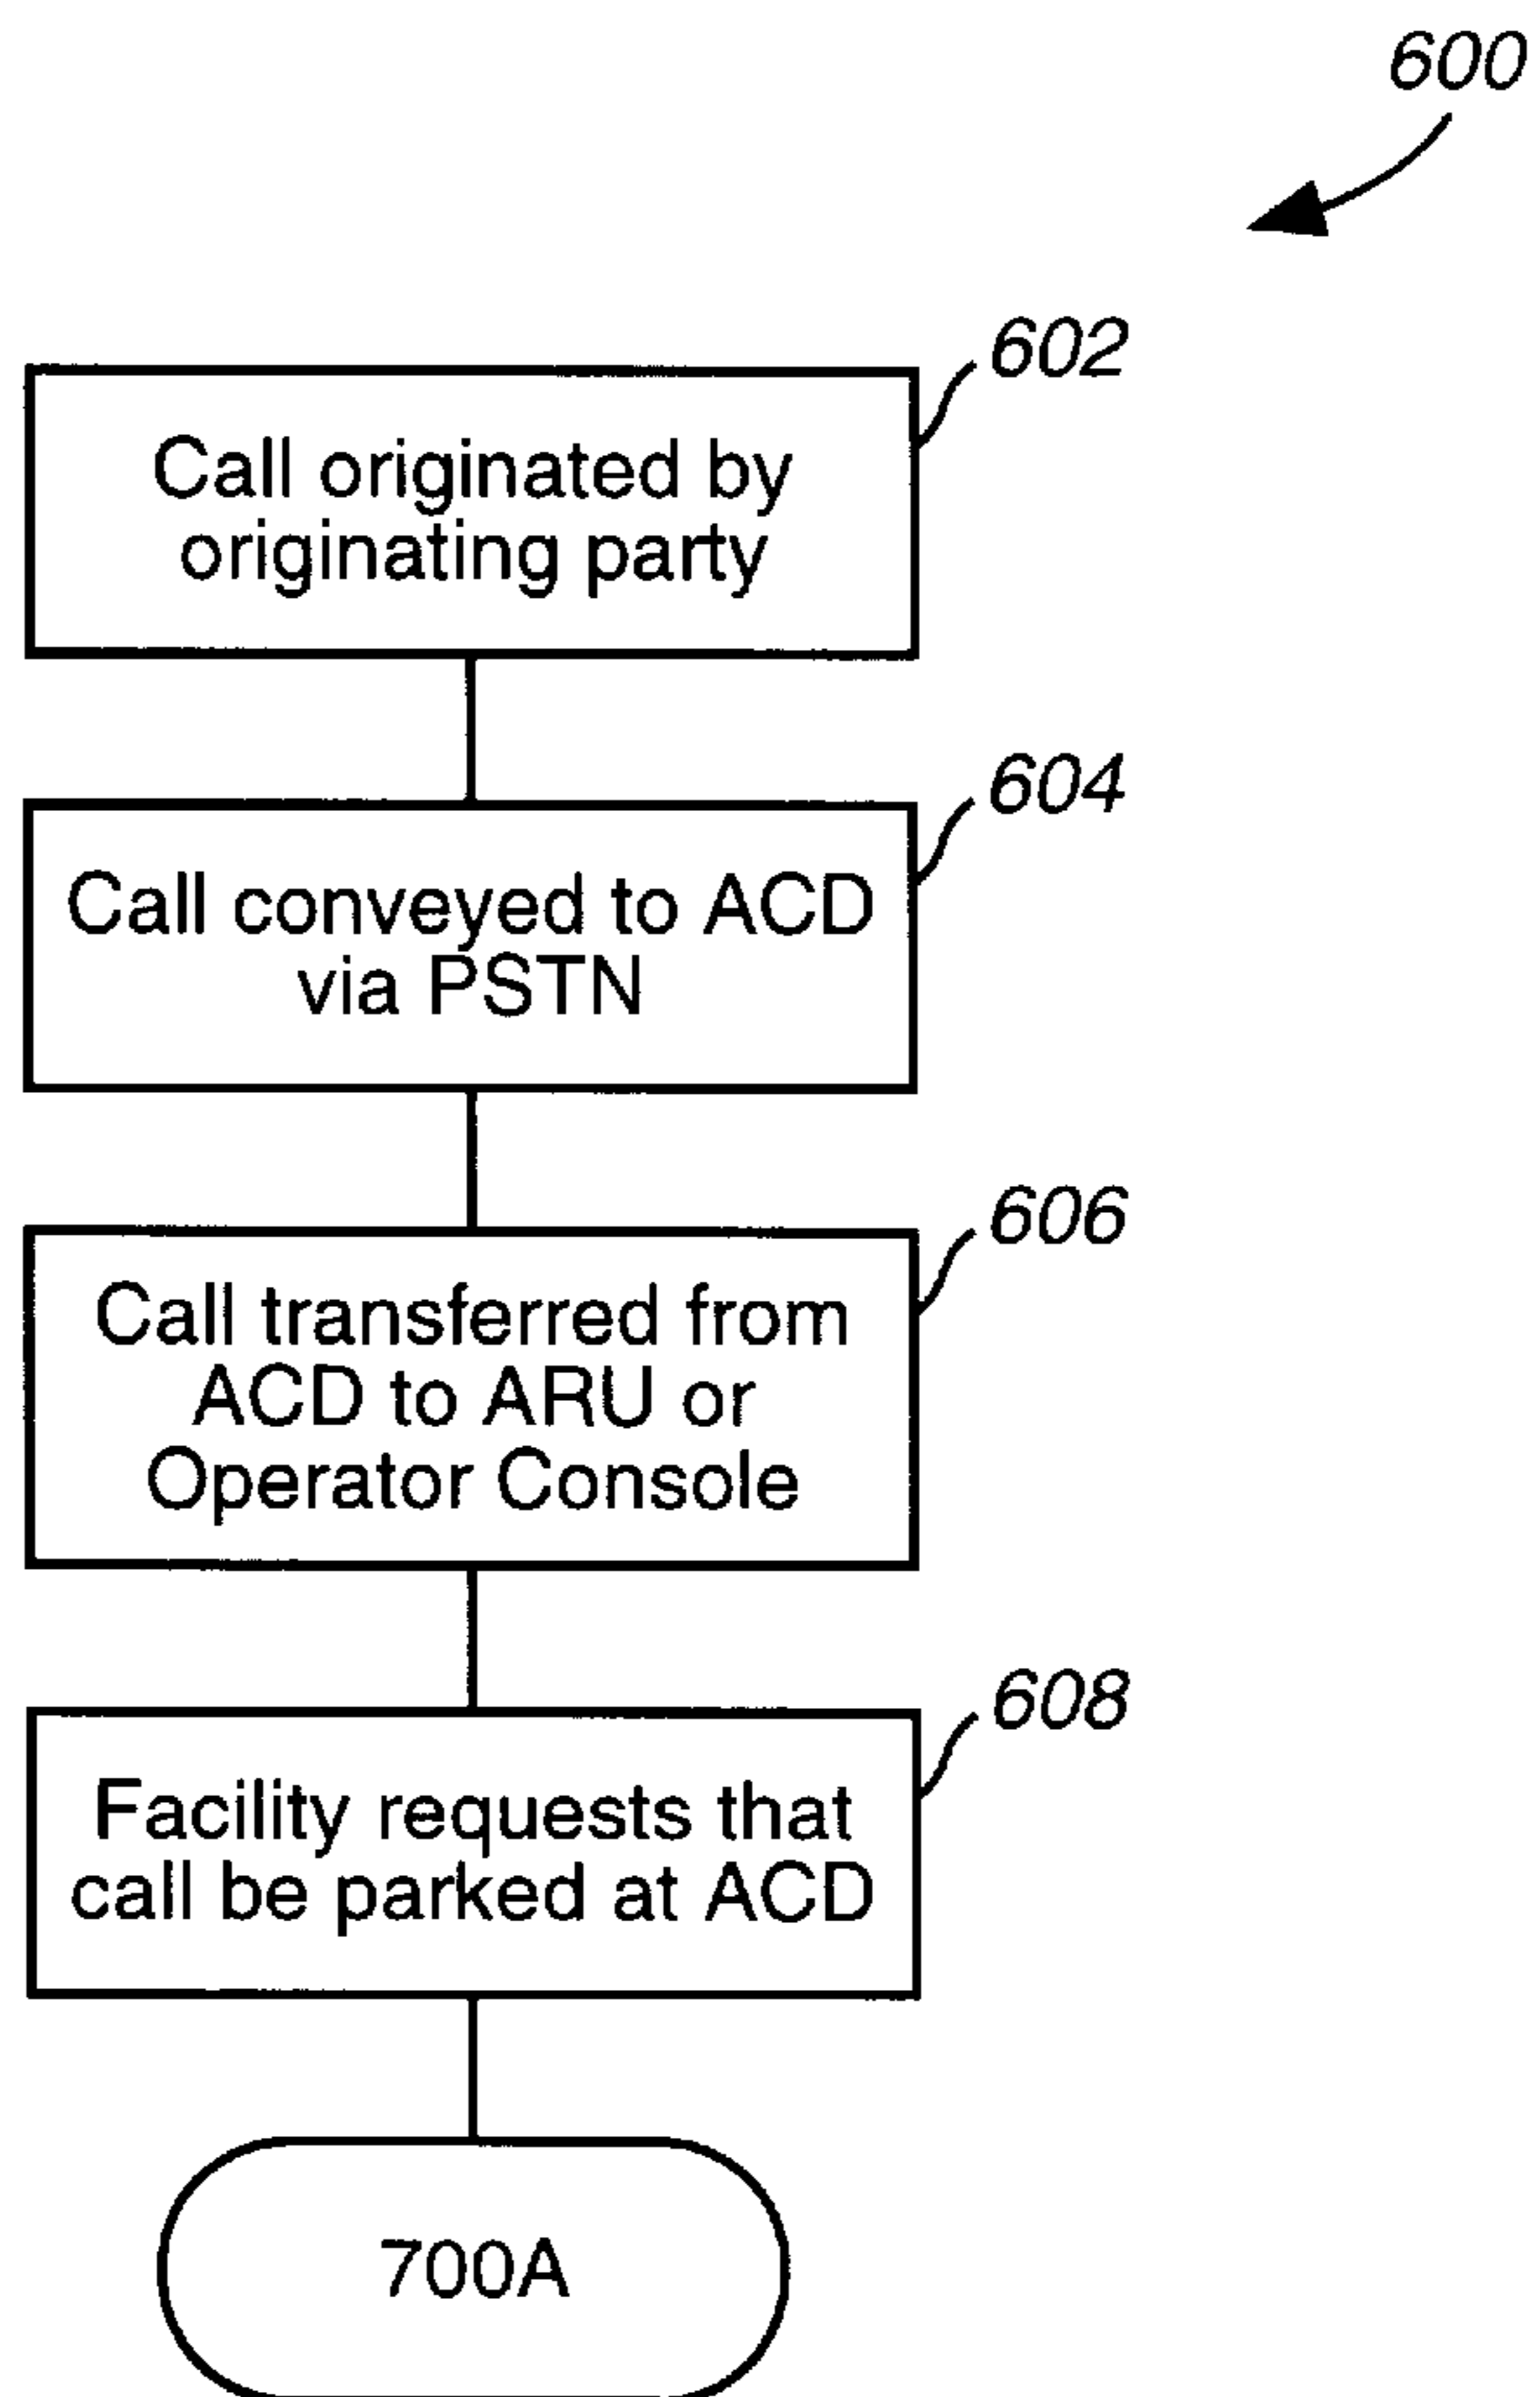 600
602
Call originated by
originating party
604
Call conveyed to ACD
via PSTN
606
Call transferred from
ACD to ARU or
Operator Console
608
Facility requests that
call be parked at ACD
700A